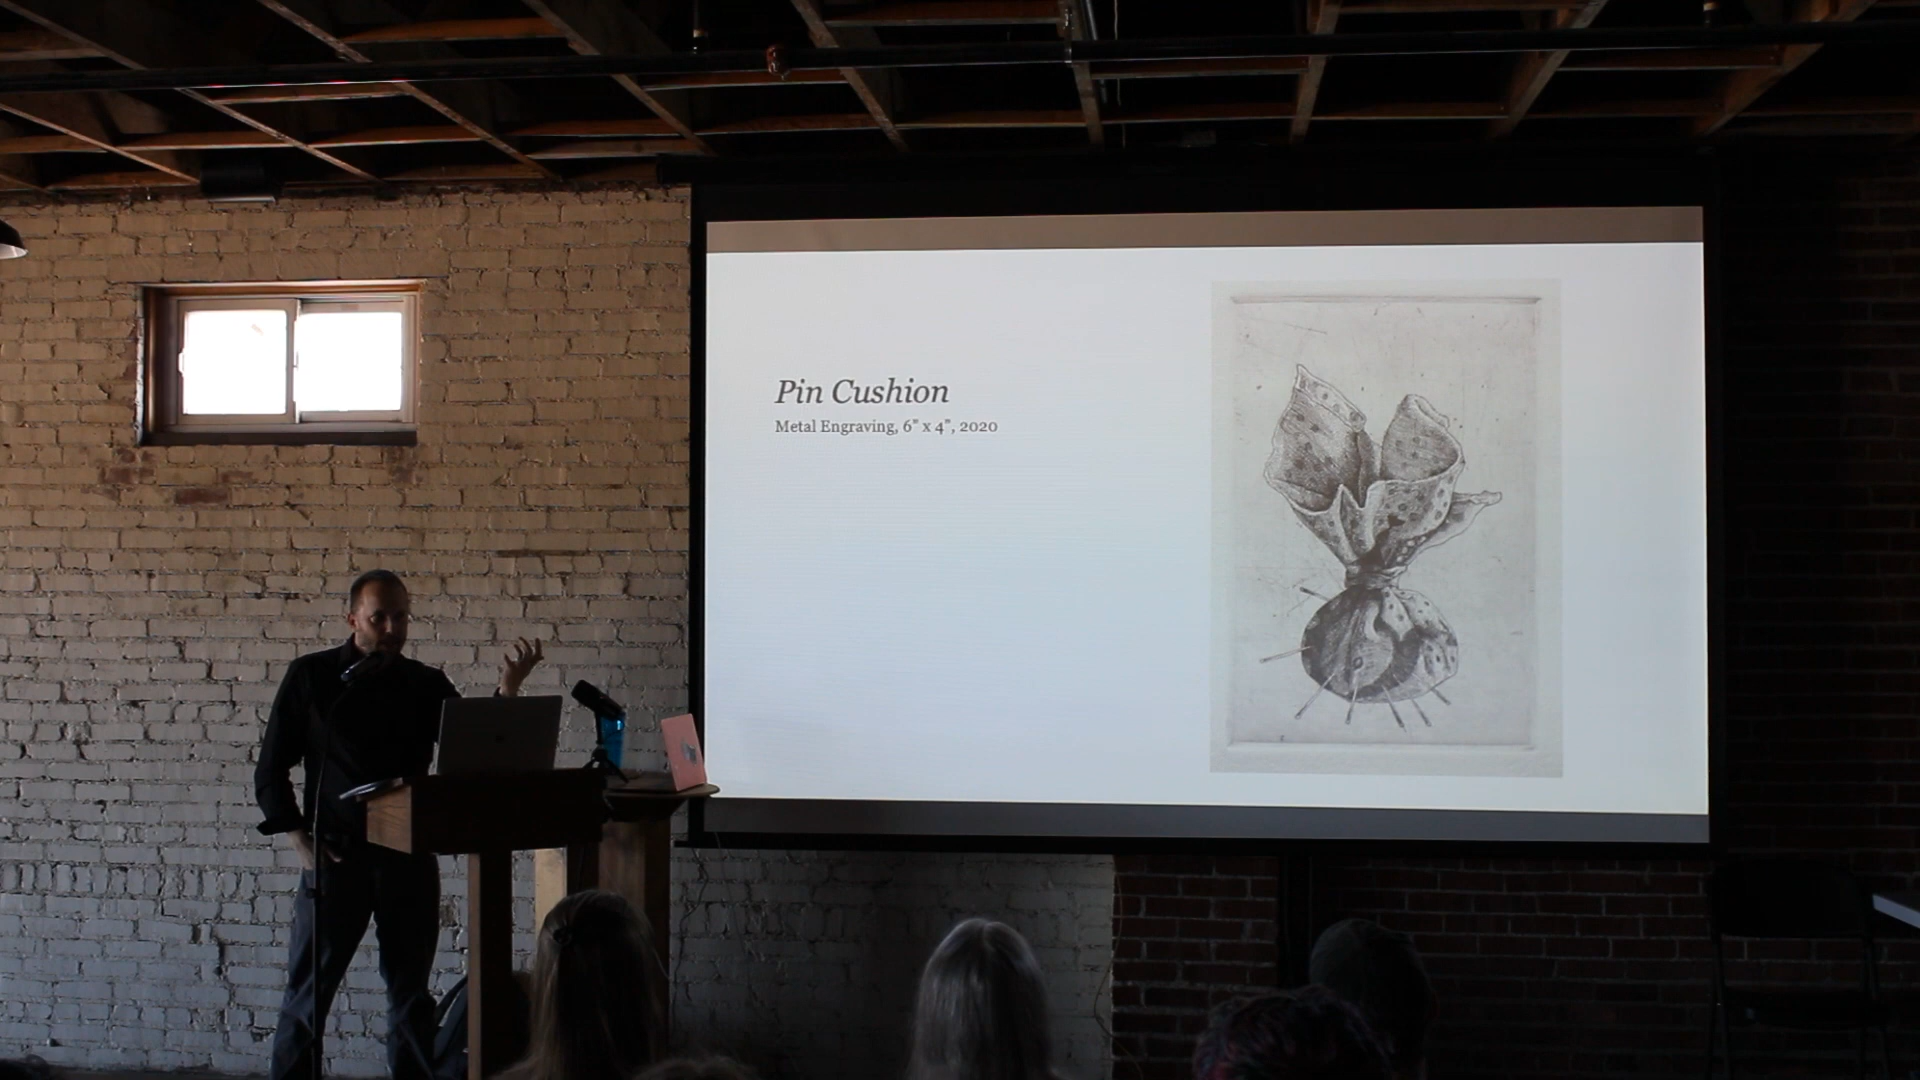 Pin Cushion
Metal Engraving, 6” x 4”, 2020